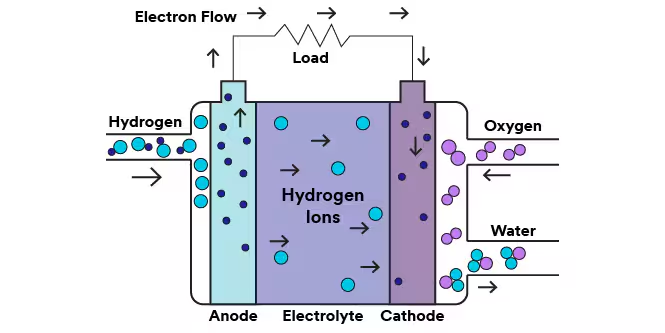 Electron Flow
Load
Hydrogen
Oxygen
Hydrogen
Ions
Water
Anode
Electrolyte
Cathode